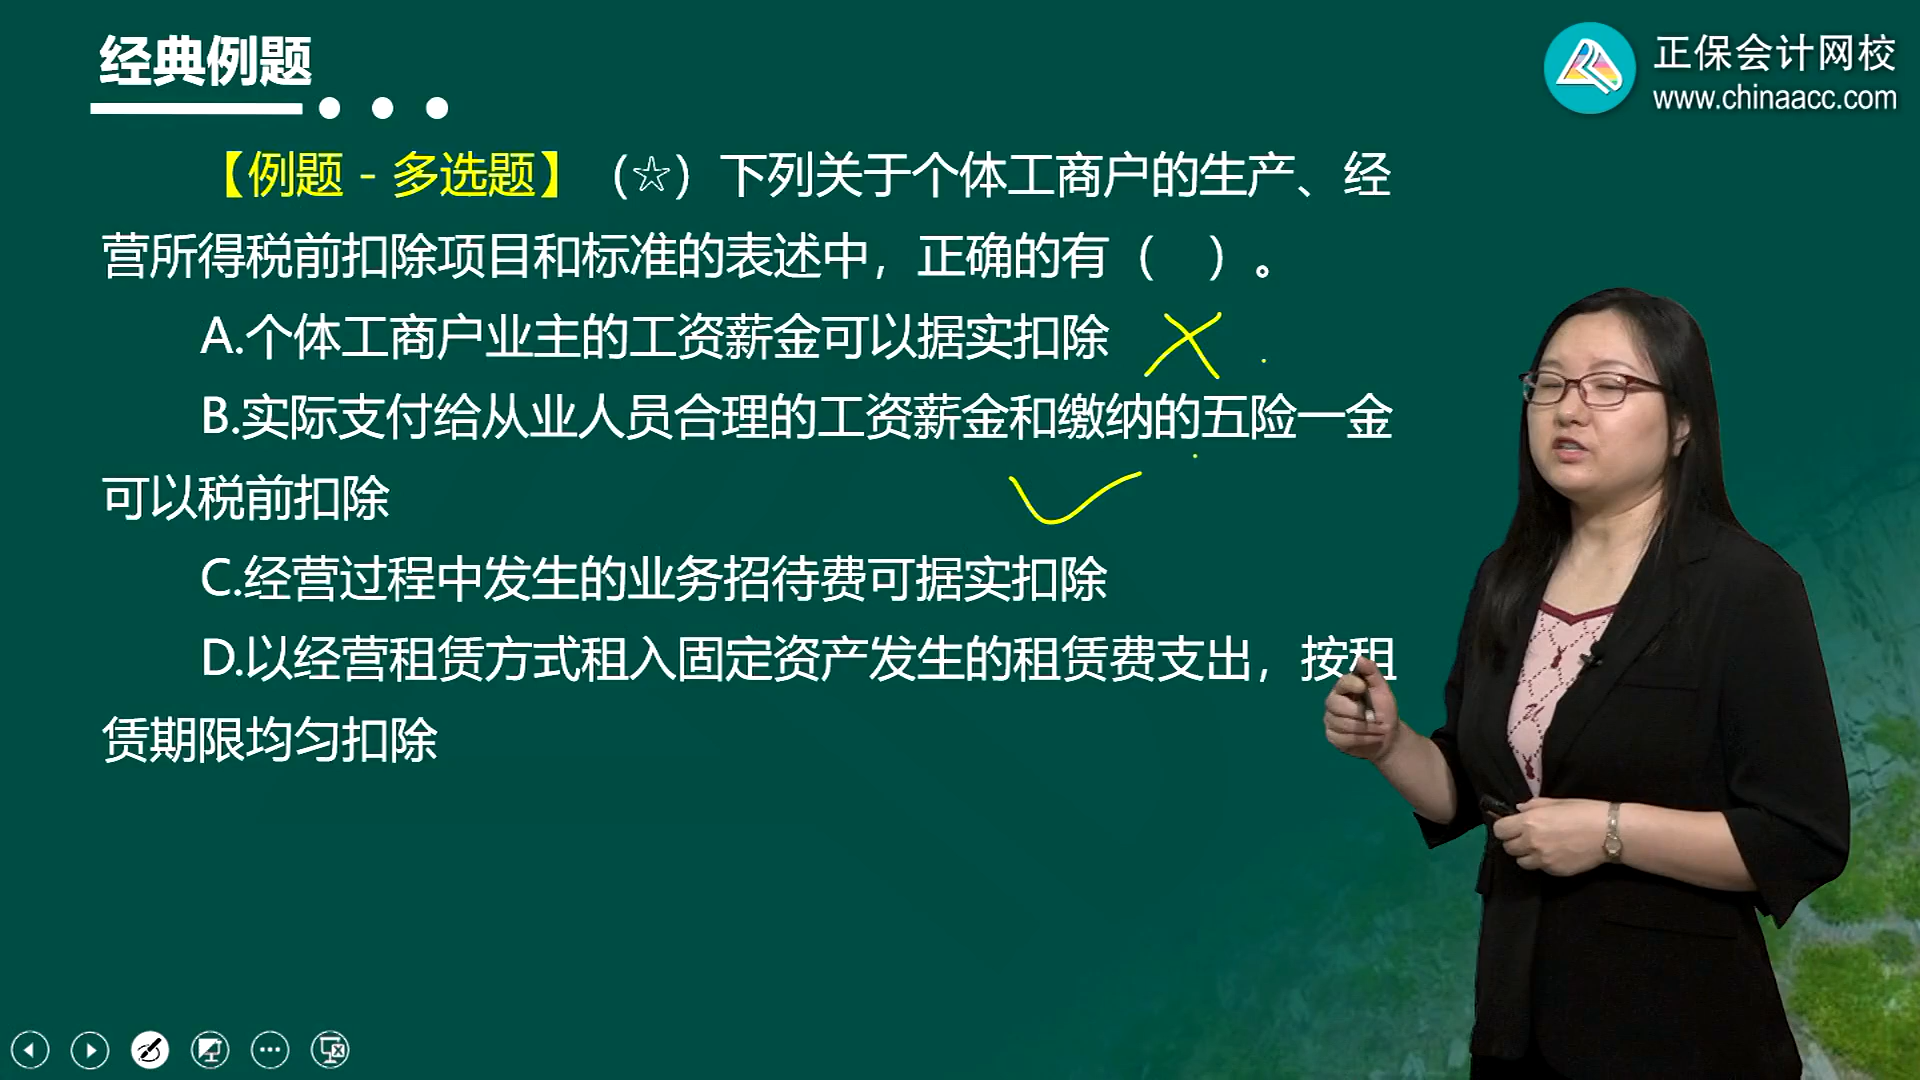 经典例题
正保会计网校
www.chinaacc.com
【例题－多选题】（☆）下列关于个体工商户的生产、经
营所得税前扣除项目和标准的表述中，正确的有（　）。
A.个体工商户业主的工资薪金可以据实扣除
B.实际支付给从业人员合理的工资薪金和缴纳的五险一金
可以税前扣除
C.经营过程中发生的业务招待费可据实扣除
D.以经营租赁方式租入固定资产发生的租赁费支出，按租
赁期限均匀扣除